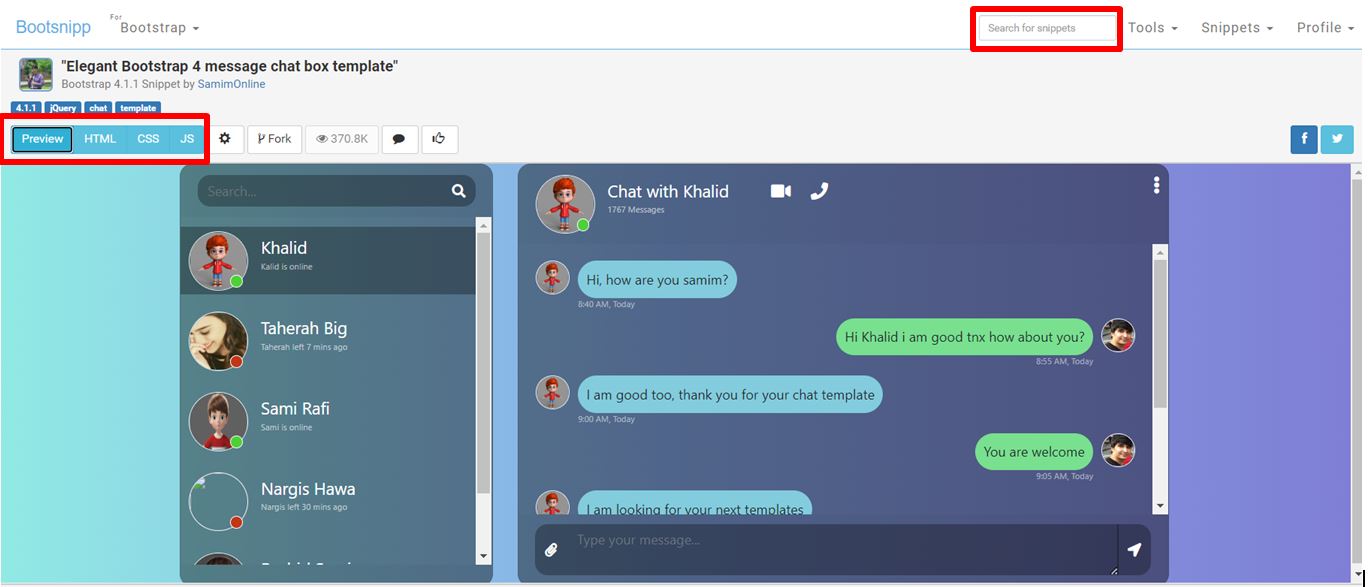 Bootsnipp For Bootstrap Search for snippets Tools Snippets Profile
"Elegant Bootstrap 4 message chat box template"
Bootstrap 4.1.1 Snippet by SamimOnline
4.1.1 jQuery chat template
Preview HTML CSS JS Fork 370.8K
Search...
Khalid
Kalid is online
Taherah Big
Taherah left 7 mins ago
Sami Rafi
Sami is online
Nargis Hawa
Nargis left 30 mins ago
Chat with Khalid
1767 Messages
Hi, how are you samim?
8:40 AM, Today
Hi Khalid i am good tnx how about you?
8:55 AM, Today
I am good too, thank you for your chat template
9:00 AM, Today
You are welcome
9:05 AM, Today
I am looking for your next templates
Type your message...